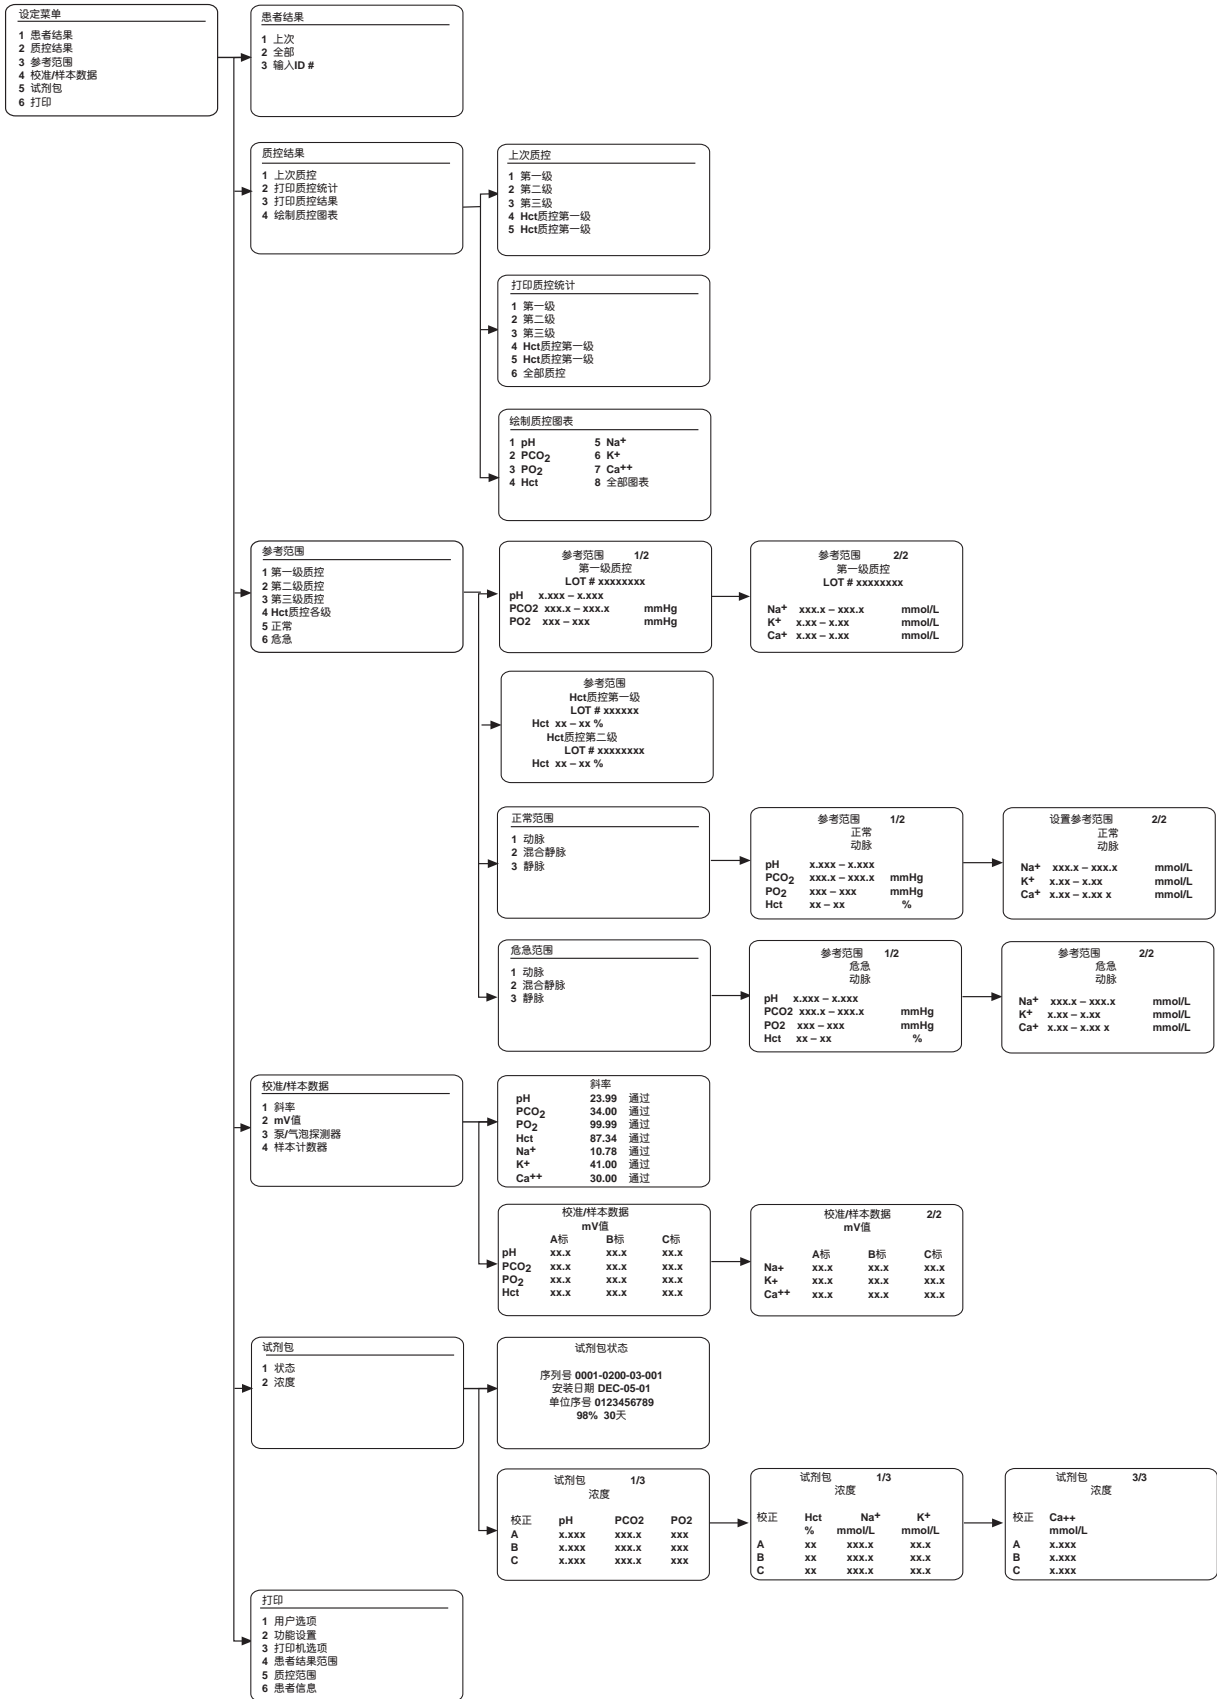 设定菜单
1 患者结果
2 质控结果
3 参考范围
4 校准/样本数据
5 试剂包
6 打印
患者结果
1 上次
2 全部
3 输入ID #
质控结果
1 上次质控
2 打印质控统计
3 打印质控结果
4 绘制质控图表
上次质控
1 第一级
2 第二级
3 第三级
4 Hct质控第一级
5 Hct质控第一级
打印质控统计
1 第一级
2 第二级
3 第三级
4 Hct质控第一级
5 Hct质控第一级
6 全部质控
绘制质控图表
1 pH 5 Na+
2 PCO2 6 K+
3 PO2 7 Ca++
4 Hct 8 全部图表
参考范围
1 第一级质控
2 第二级质控
3 第三级质控
4 Hct质控各级
5 正常
6 危急
参考范围 1/2
第一级质控
LOT # xxxxxxxx
pH x.xxx – x.xxx
PCO2 xxx.x – xxx.x mmHg
PO2 xxx – xxx mmHg
参考范围 2/2
第一级质控
LOT # xxxxxxxx
Na+ xxx.x – xxx.x mmol/L
K+ x.xx – x.xx mmol/L
Ca+ x.xx – x.xx mmol/L
参考范围
Hct质控第一级
LOT # xxxxxx
Hct xx – xx %
Hct质控第二级
LOT # xxxxxxxx
Hct xx – xx %
正常范围
1 动脉
2 混合静脉
3 静脉
参考范围 1/2
正常
动脉
pH x.xxx – x.xxx
PCO2 xxx.x – xxx.x mmHg
PO2 xxx – xxx mmHg
Hct xx – xx %
设置参考范围 2/2
正常
动脉
Na+ xxx.x – xxx.x mmol/L
K+ x.xx – x.xx mmol/L
Ca+ x.xx – x.xx x mmol/L
危急范围
1 动脉
2 混合静脉
3 静脉
参考范围 1/2
危急
动脉
pH x.xxx – x.xxx
PCO2 xxx.x – xxx.x mmHg
PO2 xxx – xxx mmHg
Hct xx – xx %
参考范围 2/2
危急
动脉
Na+ xxx.x – xxx.x mmol/L
K+ x.xx – x.xx mmol/L
Ca+ x.xx – x.xx x mmol/L
校准/样本数据
1 斜率
2 mV值
3 泵/气泡探测器
4 样本计数器
斜率
pH 23.99 通过
PCO2 34.00 通过
PO2 99.99 通过
Hct 87.34 通过
Na+ 10.78 通过
K+ 41.00 通过
Ca++ 30.00 通过
校准/样本数据
mV值
A标 B标 C标
pH xx.x xx.x xx.x
PCO2 xx.x xx.x xx.x
PO2 xx.x xx.x xx.x
Hct xx.x xx.x xx.x
校准/样本数据 2/2
mV值
A标 B标 C标
Na+ xx.x xx.x xx.x
K+ xx.x xx.x xx.x
Ca++ xx.x xx.x xx.x
试剂包
1 状态
2 浓度
试剂包状态
序列号 0001-0200-03-001
安装日期 DEC-05-01
单位序号 0123456789
98% 30天
试剂包 1/3
浓度
校正 pH PCO2 PO2
A x.xxx xxx.x xxx
B x.xxx xxx.x xxx
C x.xxx xxx.x xxx
试剂包 1/3
浓度
校正 Hct Na+ K+
% mmol/L mmol/L
A xx xxx.x xx.x
B xx xxx.x xx.x
C xx xxx.x xx.x
试剂包 3/3
浓度
校正 Ca++
mmol/L
A x.xxx
B x.xxx
C x.xxx
打印
1 用户选项
2 功能设置
3 打印机选项
4 患者结果范围
5 质控范围
6 患者信息